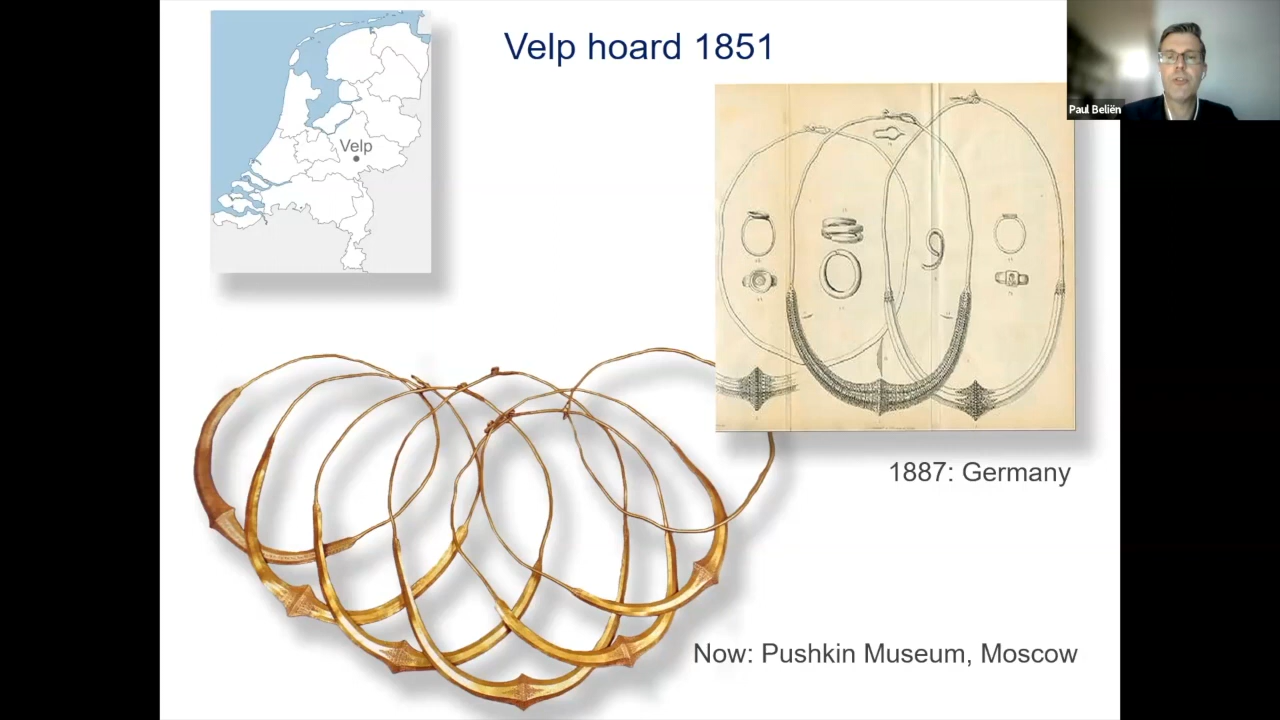 Velp hoard 1851
Paul Beliën
Velp
1887: Germany
Now: Pushkin Museum, Moscow